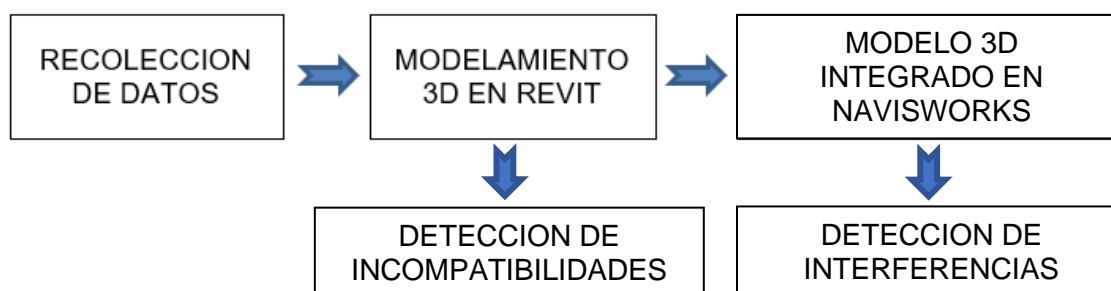 RECOLECCION
DE DATOS
MODELAMIENTO
3D EN REVIT
MODELO 3D
INTEGRADO EN
NAVISWORKS
DETECCION DE
INCOMPATIBILIDADES
DETECCION DE
INTERFERENCIAS